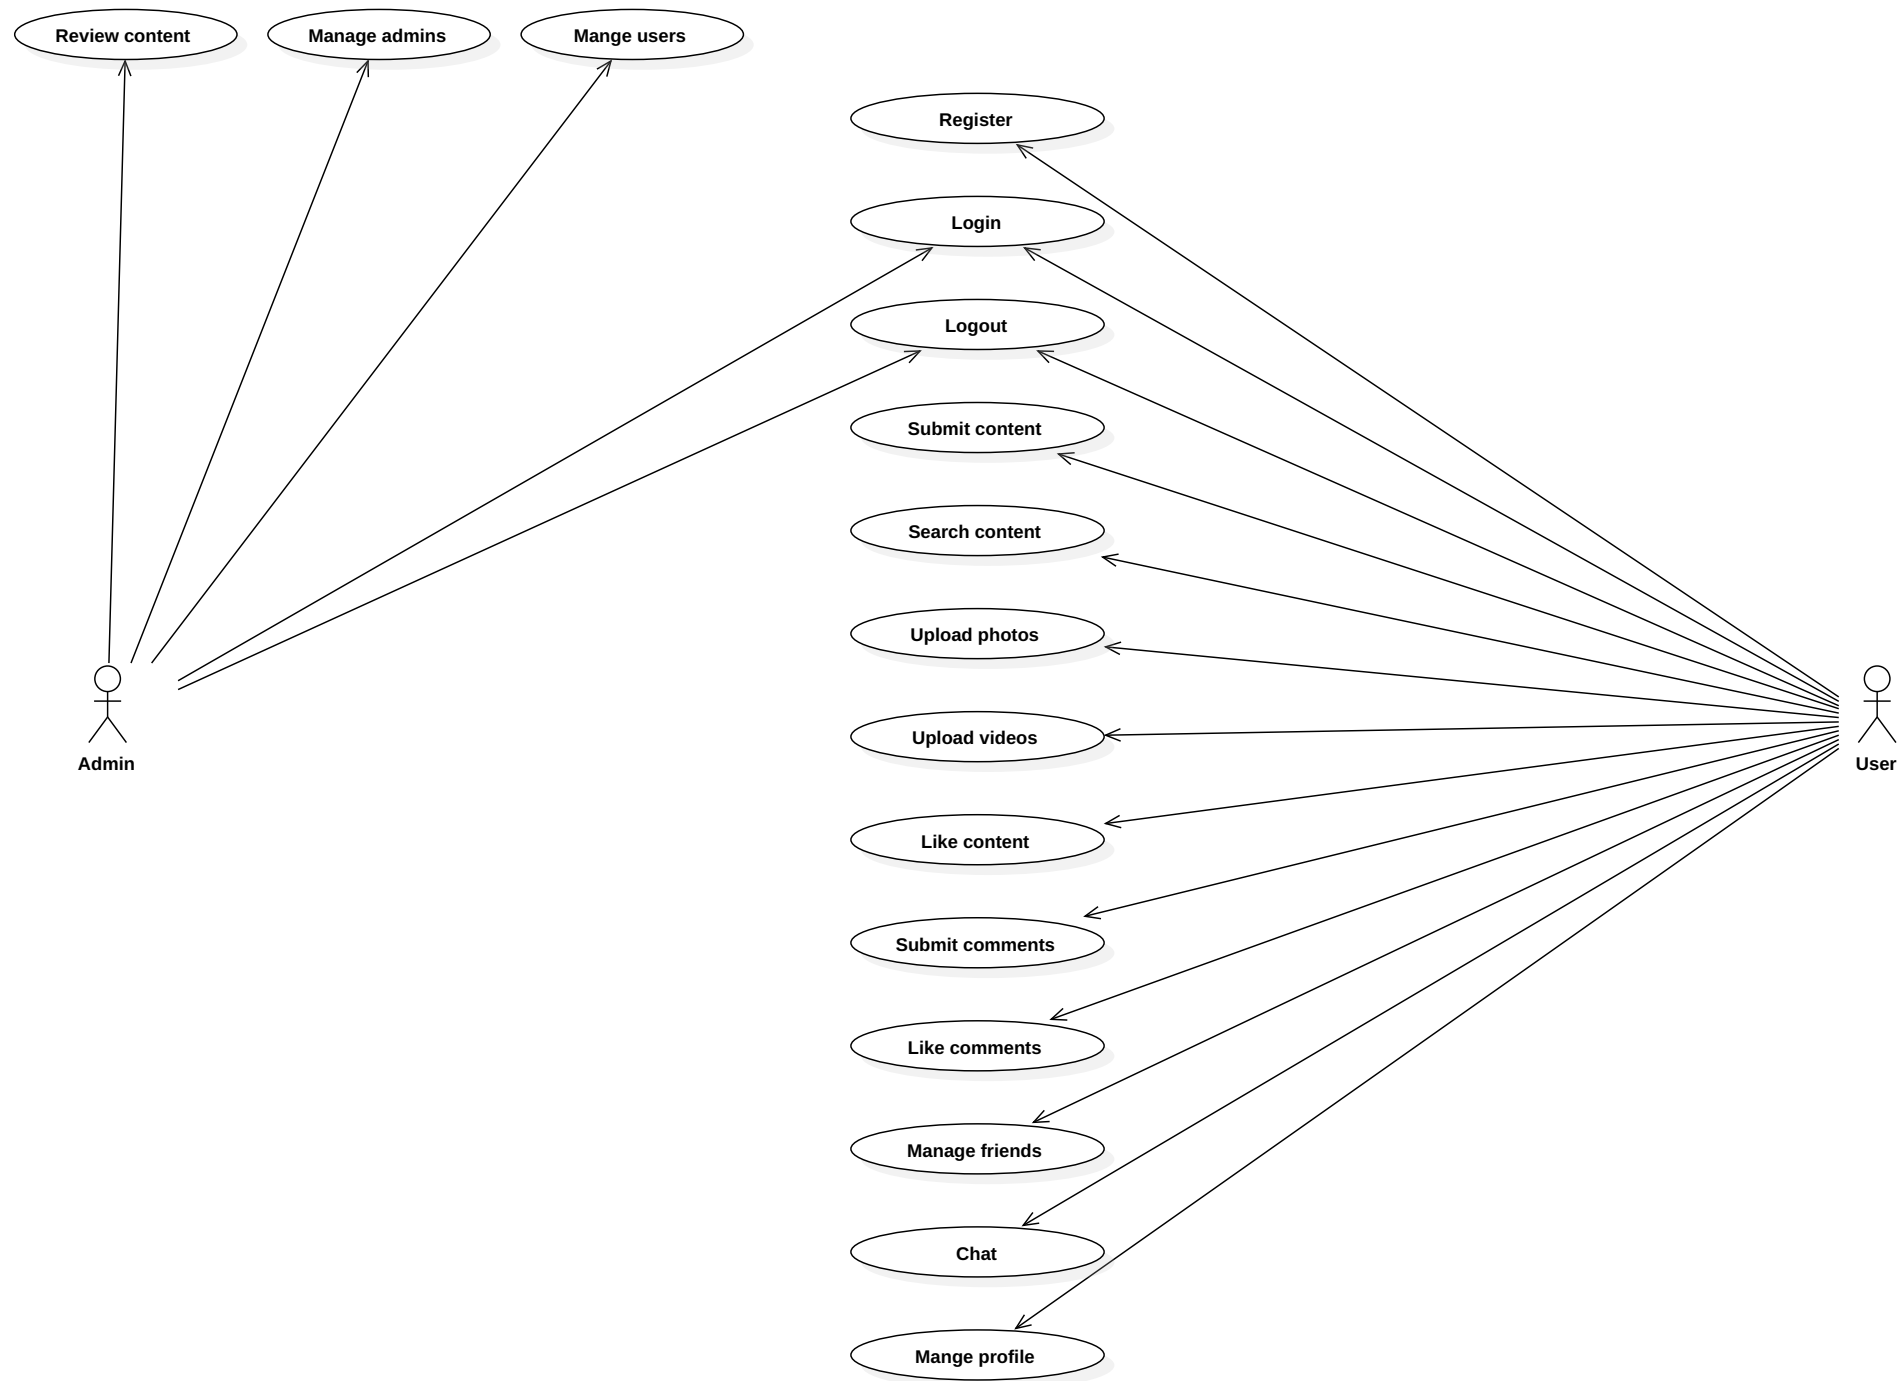 Review content
Manage admins
Mange users
Register
Login
Logout
Submit content
Search content
Upload photos
Upload videos
Admin
User
Like content
Submit comments
Like comments
Manage friends
Chat
Mange profile